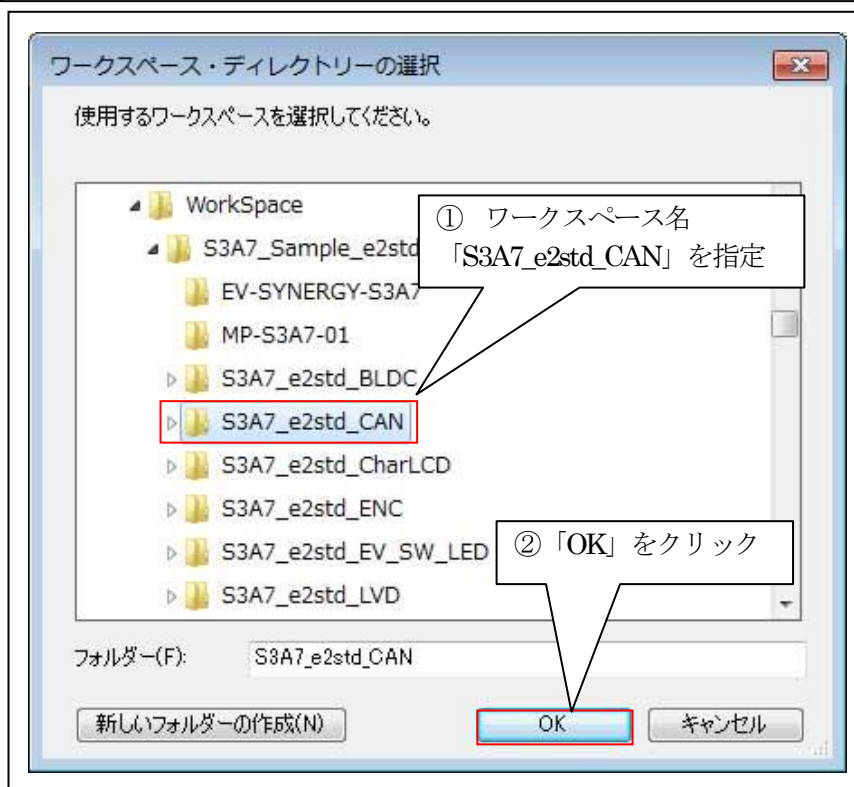 ワークスペース・ディレクトリーの選択
使用するワークスペースを選択してください。
WorkSpace
① ワークスペース名
「S3A7_e2std_CAN」を指定
S3A7_Sample_e2std
EV-SYNERGY-S3A7
MP-S3A7-01
S3A7_e2std_BLDC
S3A7_e2std_CAN
S3A7_e2std_CharLCD
S3A7_e2std_ENC
②「OK」をクリック
S3A7_e2std_EV_SW_LED
S3A7_e2std_LVD
フォルダー(F): S3A7_e2std_CAN
新しいフォルダーの作成(N) OK キャンセル